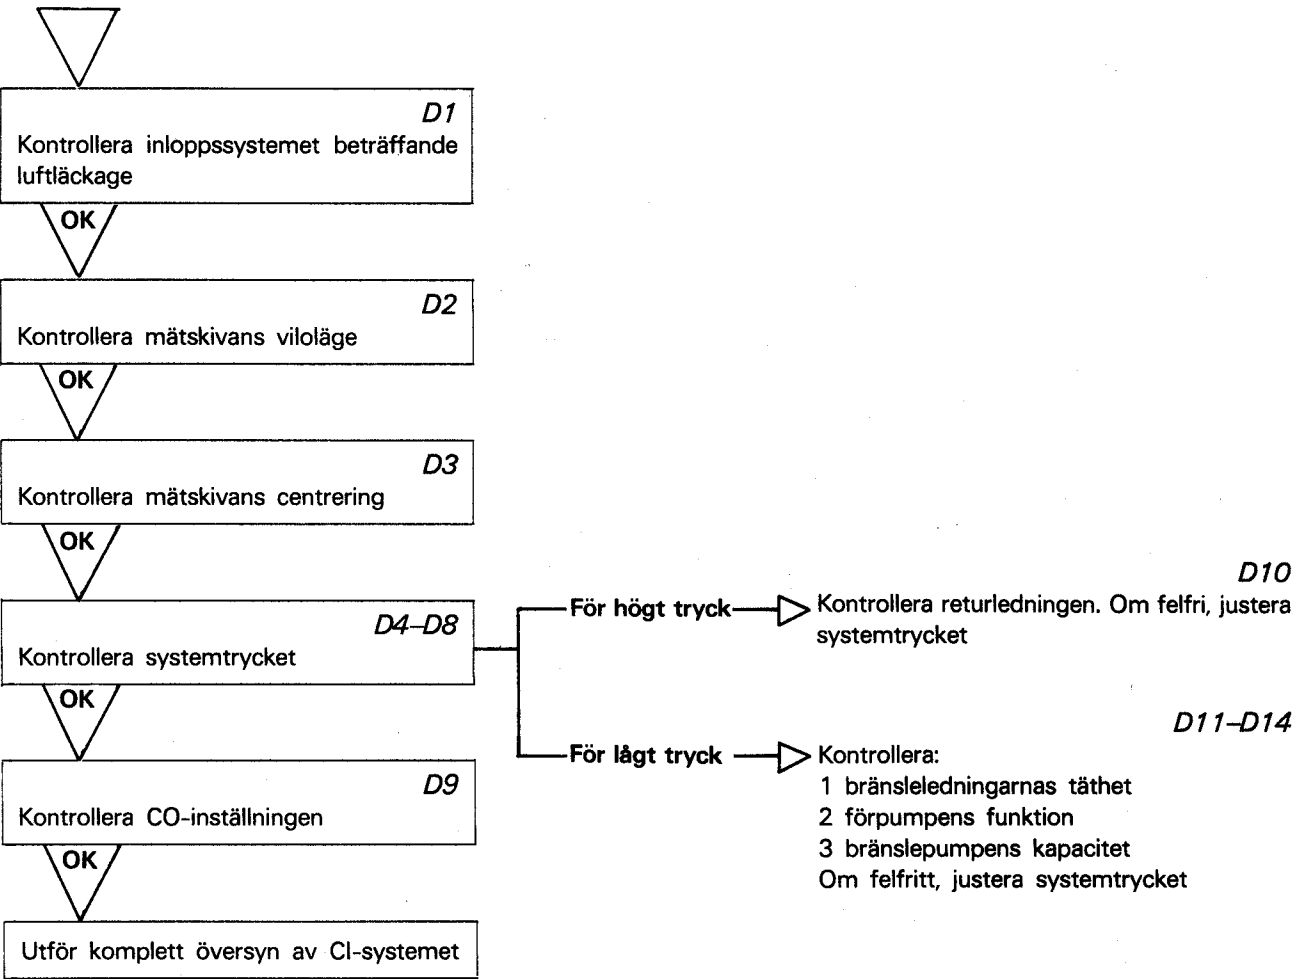 D1
Kontrollera inloppssystemet beträffande
luftläckage
OK
D2
Kontrollera mätskivans viloläge
OK
D3
Kontrollera mätskivans centrering
OK
D4–D8
Kontrollera systemtrycket
För högt tryck
D10
Kontrollera returledningen. Om felfri, justera
systemtrycket
För lågt tryck
D11–D14
Kontrollera:
1 bränsleledningarnas täthet
2 förpumpens funktion
3 bränslepumpens kapacitet
Om felfritt, justera systemtrycket
OK
D9
Kontrollera CO-inställningen
OK
Utför komplett översyn av CI-systemet